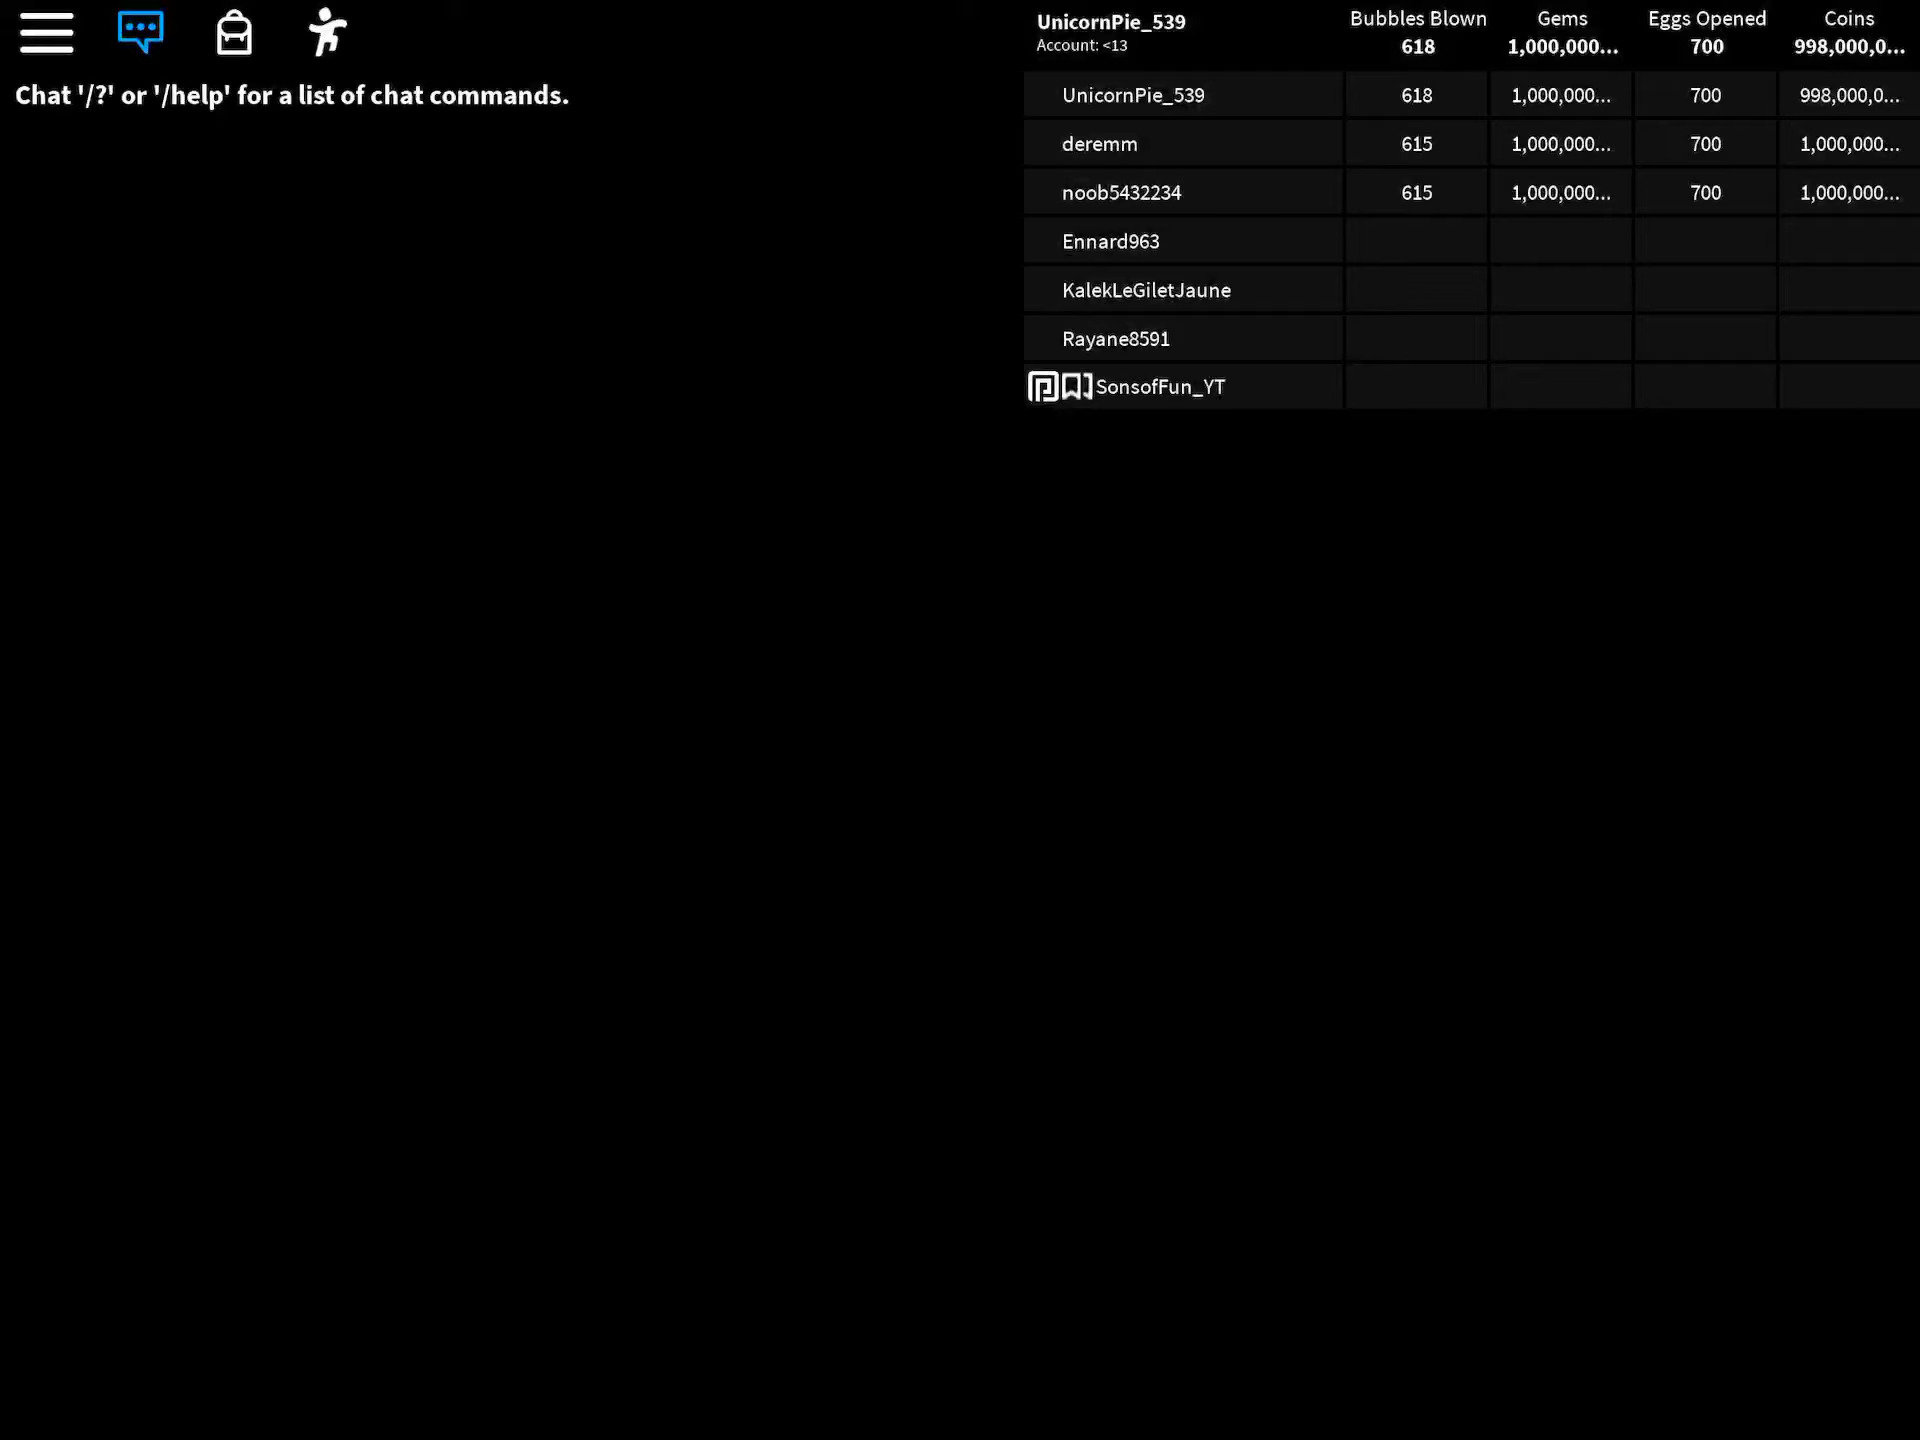 UnicornPie_539 Bubbles Blown Gems Eggs Opened Coins
Account: <13 618 1,000,000... 700 998,000,0...
Chat '/?' or '/help' for a list of chat commands.
UnicornPie_539 618 1,000,000... 700 998,000,0...
deremm 615 1,000,000... 700 1,000,000...
noob5432234 615 1,000,000... 700 1,000,000...
Ennard963
KalekLeGiletJaune
Rayane8591
SonsofFun_YT